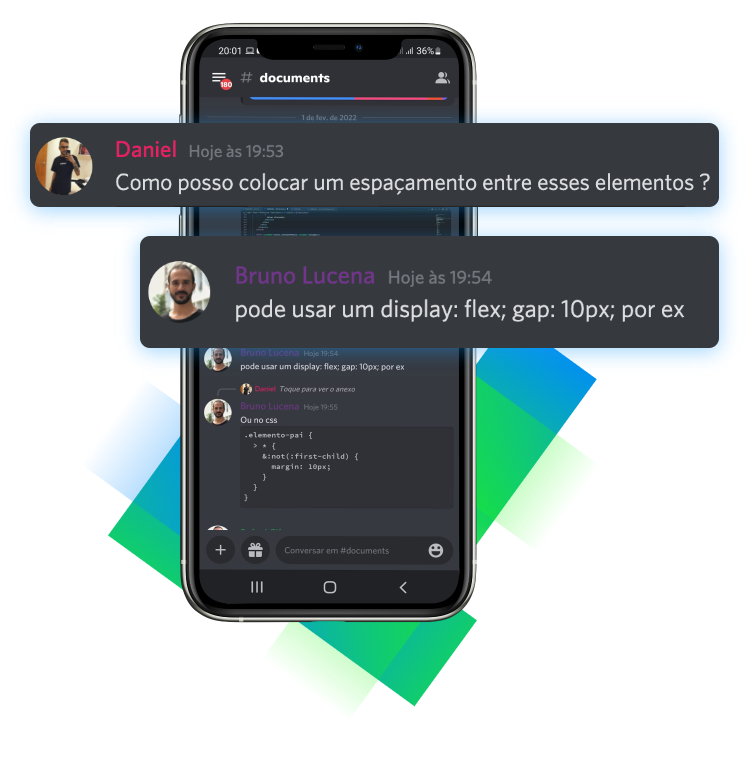 20:01
36%
180
# documents
1 de fev. de 2022
Daniel Hoje às 19:53
Como posso colocar um espaçamento entre esses elementos ?
Bruno Lucena Hoje às 19:54
pode usar um display: flex; gap: 10px; por ex
Bruno Lucena Hoje 19:54
pode usar um display: flex; gap: 10px; por ex
Daniel Toque para ver o anexo
Bruno Lucena Hoje 19:55
Ou no css
.elemento-pai {
> * {
&:not(:first-child) {
margin: 10px;
}
}
}
Conversar em #documents